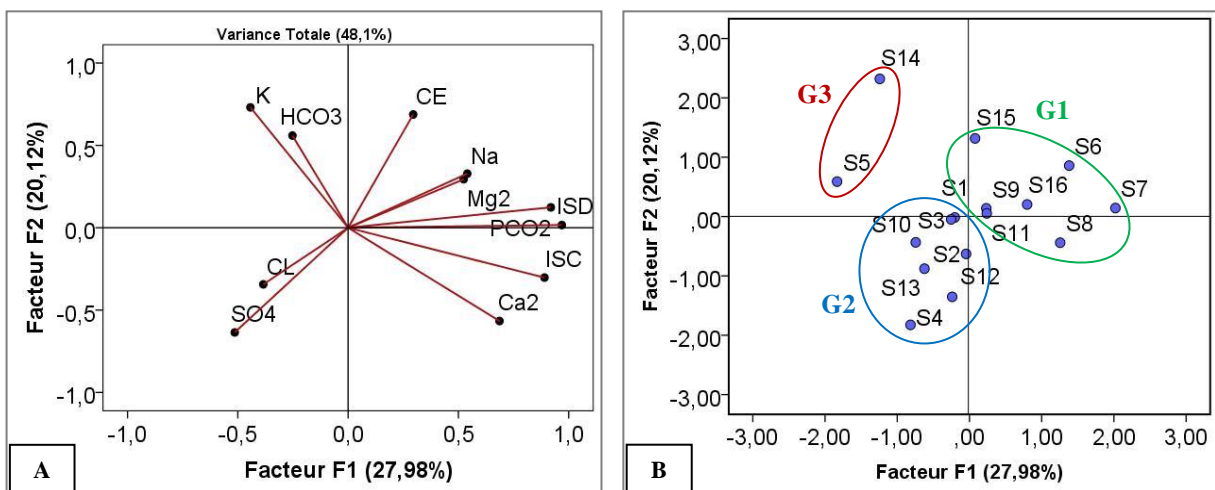 Variance Totale (48,1%)
1,0
0,5
0,0
-0,5
-1,0
Facteur F2 (20,12%)
K
HCO3
CE
Na
Mg2
ISD
PCO2
ISC
Ca2
CL
SO4
-1,0 -0,5 0,0 0,5 1,0
Facteur F1 (27,98%)
A
3,00
2,00
1,00
,00
-1,00
-2,00
-3,00
Facteur F2 (20,12%)
S14
G3
G1
S15
S6
S5
S1
S9
S16
S7
S10
S3
S11
S8
S2
S13
S12
G2
S4
-3,00 -2,00 -1,00 ,00 1,00 2,00 3,00
Facteur F1 (27,98%)
B